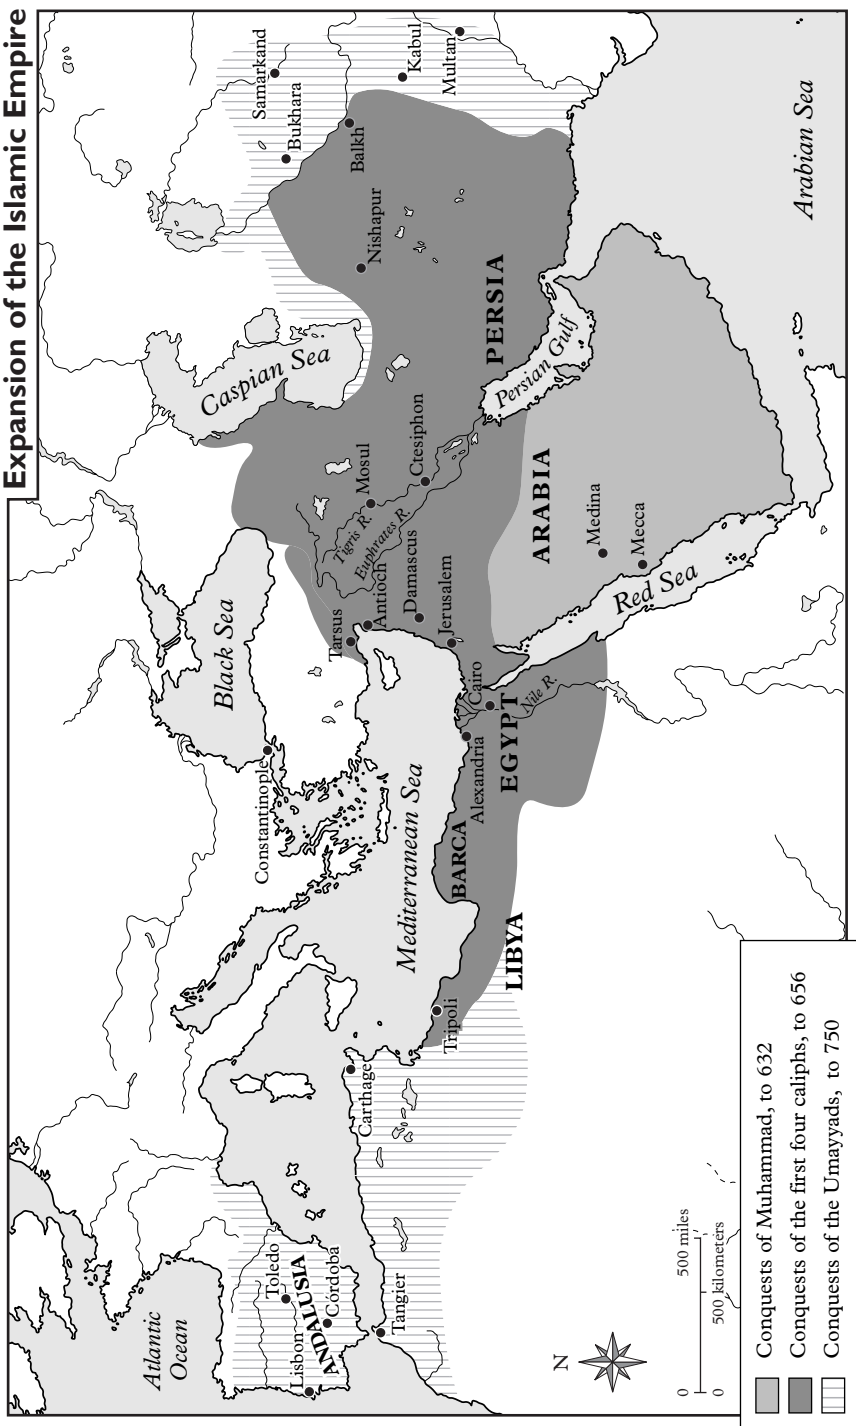 Expansion of the Islamic Empire
Atlantic
Ocean
Lisbon
Toledo
ANDALUSIA
Córdoba
Tangier
Carthage
Tripoli
Mediterranean Sea
LIBYA
BARCA
Constantinople
Black Sea
Alexandria
EGYPT
Cairo
Nile R.
Tarsus
Antioch
Damascus
Jerusalem
Tigris R.
Euphrates R.
Mosul
Ctesiphon
Caspian Sea
ARABIA
Medina
Mecca
Red Sea
PERSIA
Persian Gulf
Nishapur
Balkh
Bukhara
Samarkand
Kabul
Multan
Arabian Sea
N
0 500 miles
0 500 kilometers
Conquests of Muhammad, to 632
Conquests of the first four caliphs, to 656
Conquests of the Umayyads, to 750